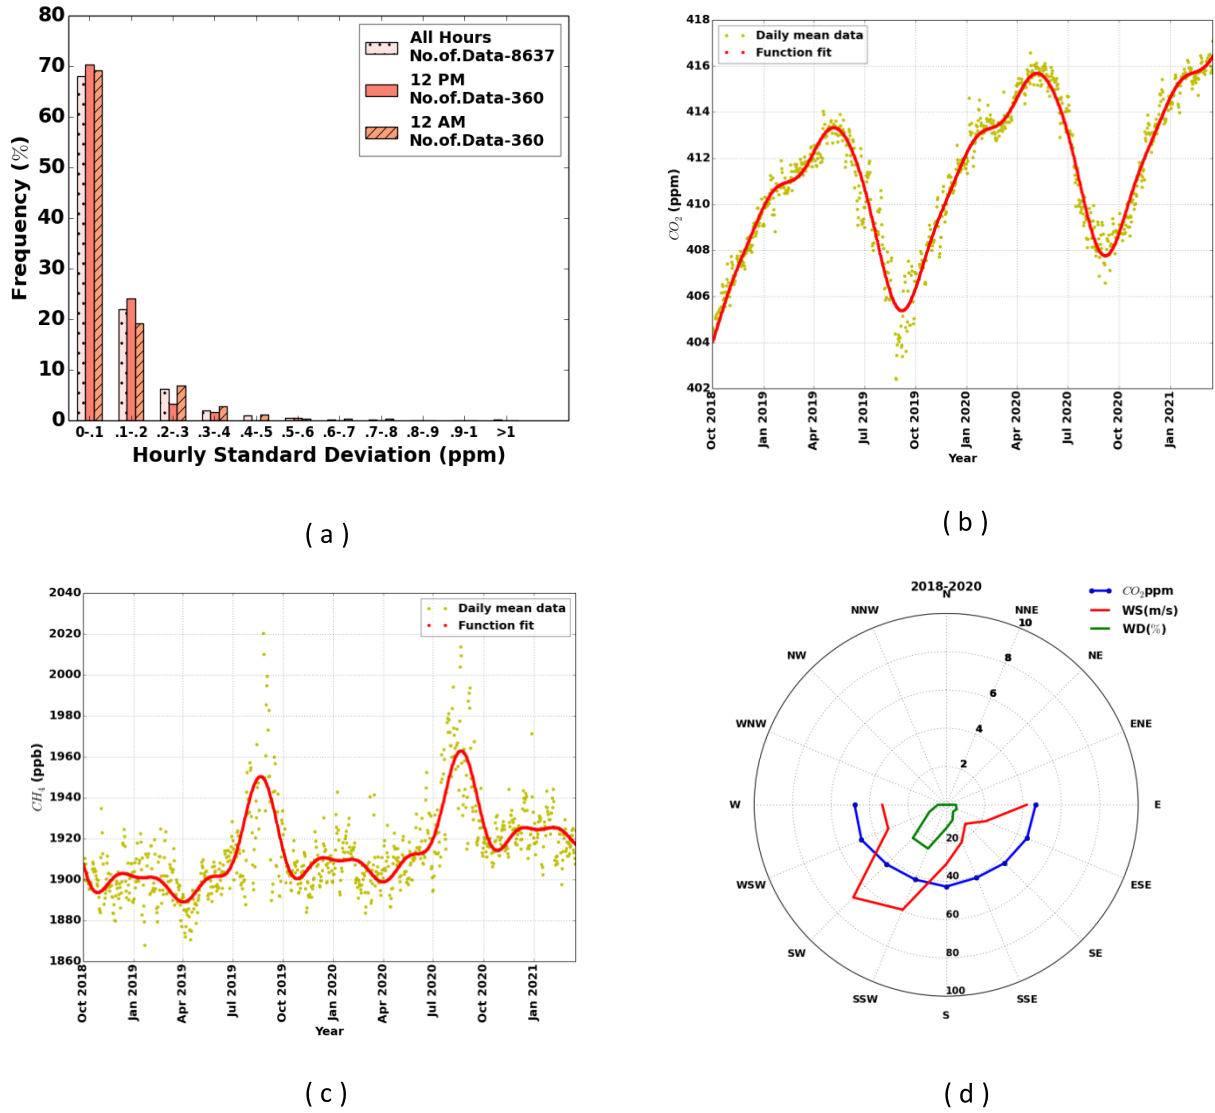 80
70
60
50
40
30
20
10
0
Frequency (%)
All Hours
No.of.Data-8637
12 PM
No.of.Data-360
12 AM
No.of.Data-360
0-.1 .1-.2 .2-.3 .3-.4 .4-.5 .5-.6 .6-.7 .7-.8 .8-.9 .9-1 >1
Hourly Standard Deviation (ppm)
( a )
418
416
414
412
410
408
406
404
402
CO₂ (ppm)
Daily mean data
Function fit
Oct 2018 Jan 2019 Apr 2019 Jul 2019 Oct 2019 Jan 2020 Apr 2020 Jul 2020 Oct 2020 Jan 2021
Year
( b )
2040
2020
2000
1980
1960
1940
1920
1900
1880
1860
CH₄ (ppb)
Daily mean data
Function fit
Oct 2018 Jan 2019 Apr 2019 Jul 2019 Oct 2019 Jan 2020 Apr 2020 Jul 2020 Oct 2020 Jan 2021
Year
( c )
2018-2020
CO₂ppm
WS(m/s)
WD(%)
N
NNE
NE
ENE
E
ESE
SE
SSE
S
SSW
SW
WSW
W
WNW
NW
NNW
10
8
6
4
2
20
40
60
80
100
( d )